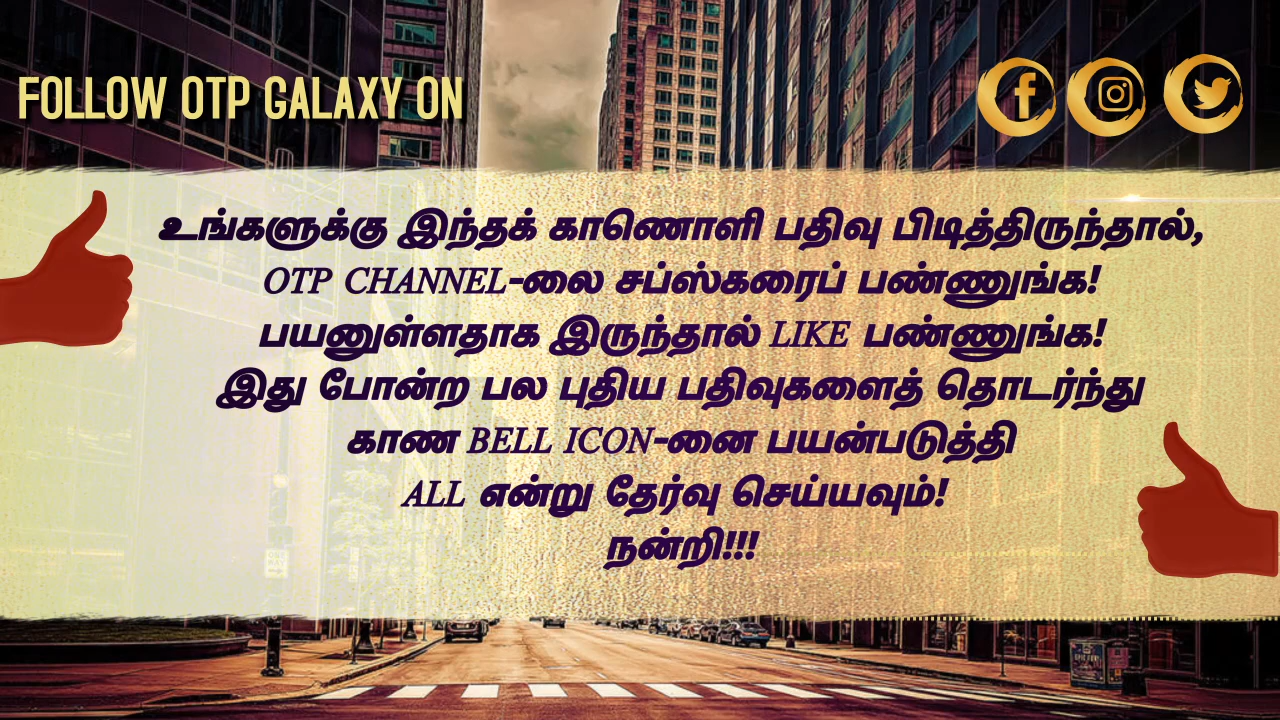 FOLLOW OTP GALAXY ON
உங்களுக்கு இந்தக் காணொளி பதிவு பிடித்திருந்தால்,
OTP CHANNEL-லை சப்ஸ்கரைப் பண்ணுங்க!
பயனுள்ளதாக இருந்தால் LIKE பண்ணுங்க!
இது போன்ற பல புதிய பதிவுகளைத் தொடர்ந்து
காண BELL ICON-னை பயன்படுத்தி
ALL என்று தேர்வு செய்யவும்!
நன்றி!!!